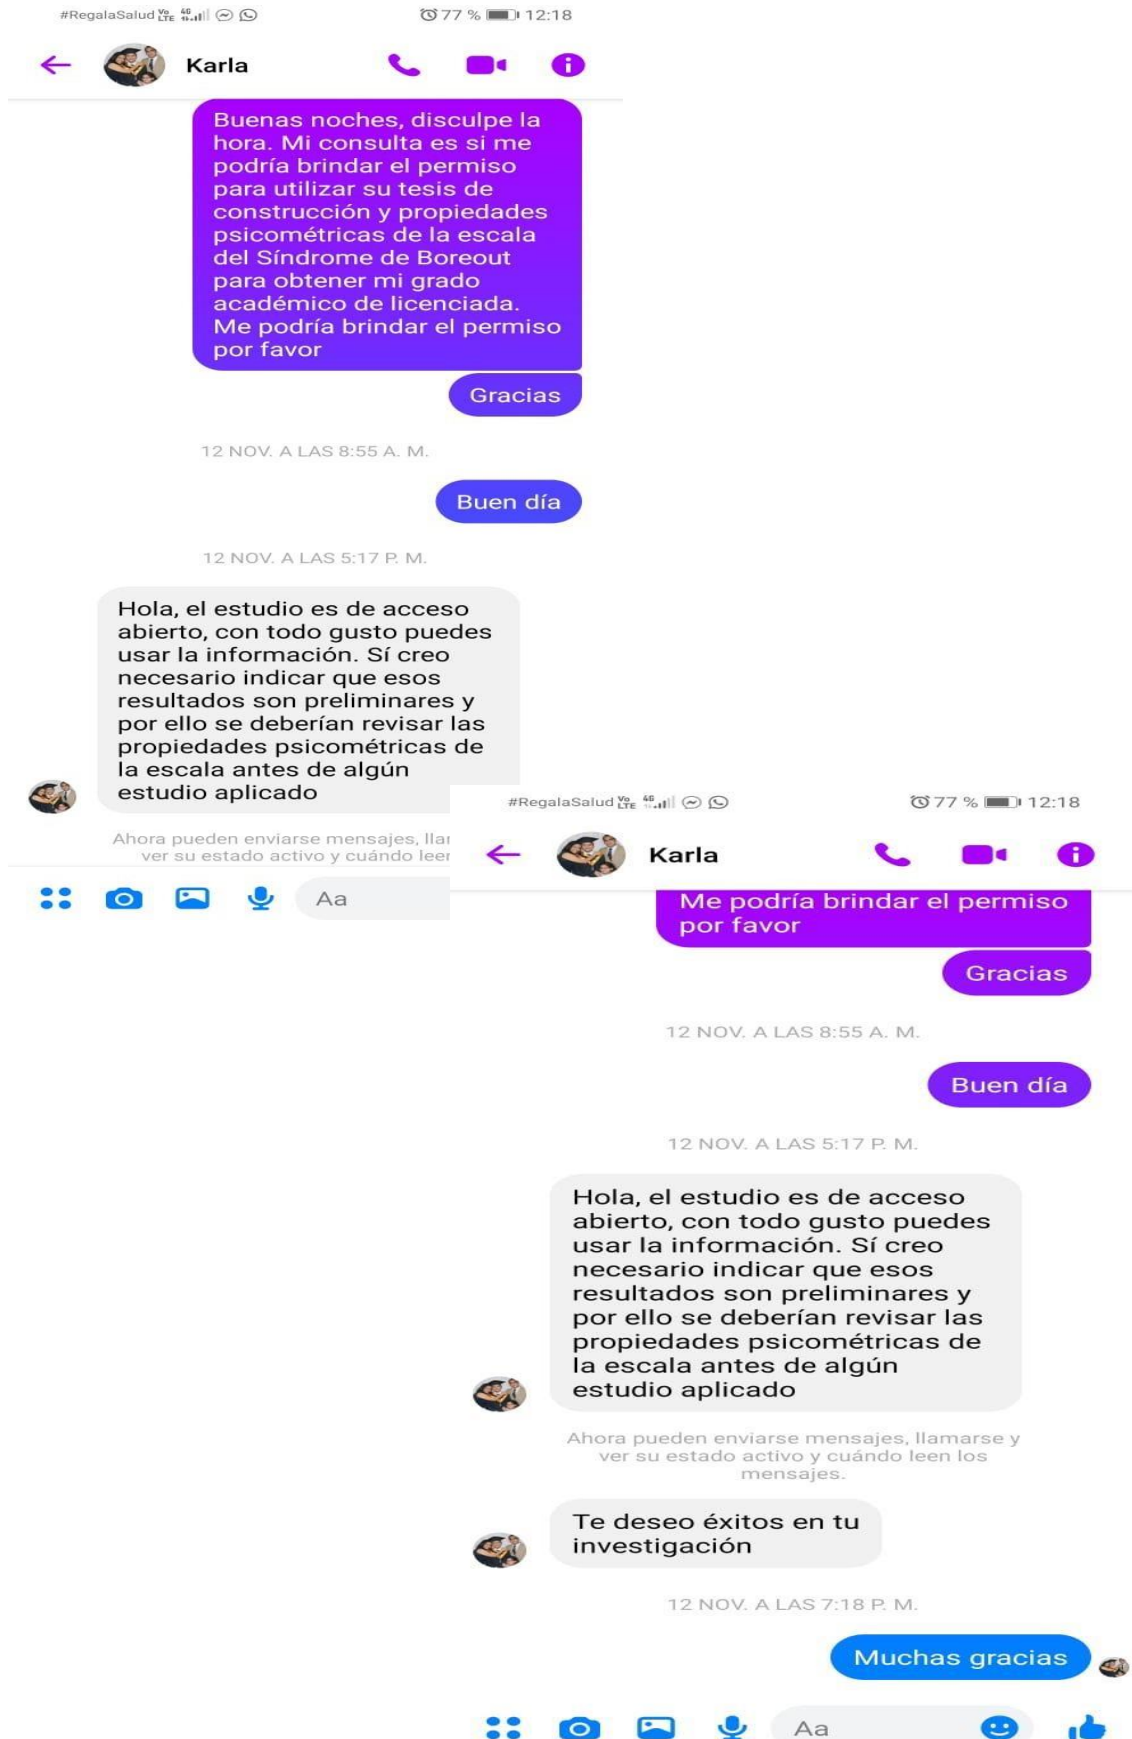 #RegalaSalud Vo LTE 4G 77 % 12:18
Karla
Buenas noches, disculpe la
hora. Mi consulta es si me
podría brindar el permiso
para utilizar su tesis de
construcción y propiedades
psicométricas de la escala
del Síndrome de Boreout
para obtener mi grado
académico de licenciada.
Me podría brindar el permiso
por favor
Gracias
12 NOV. A LAS 8:55 A. M.
Buen día
12 NOV. A LAS 5:17 P. M.
Hola, el estudio es de acceso
abierto, con todo gusto puedes
usar la información. Sí creo
necesario indicar que esos
resultados son preliminares y
por ello se deberían revisar las
propiedades psicométricas de
la escala antes de algún
estudio aplicado
Ahora pueden enviarse mensajes, llar
ver su estado activo y cuándo leer
Aa
#RegalaSalud Vo LTE 4G 77 % 12:18
Karla
Me podría brindar el permiso
por favor
Gracias
12 NOV. A LAS 8:55 A. M.
Buen día
12 NOV. A LAS 5:17 P. M.
Hola, el estudio es de acceso
abierto, con todo gusto puedes
usar la información. Sí creo
necesario indicar que esos
resultados son preliminares y
por ello se deberían revisar las
propiedades psicométricas de
la escala antes de algún
estudio aplicado
Ahora pueden enviarse mensajes, llamarse y
ver su estado activo y cuándo leen los
mensajes.
Te deseo éxitos en tu
investigación
12 NOV. A LAS 7:18 P. M.
Muchas gracias
Aa